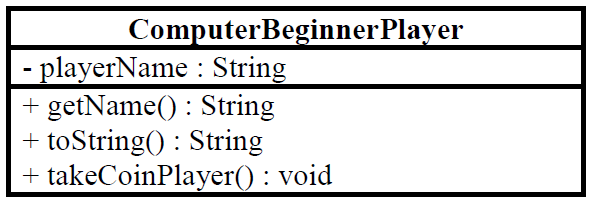 ComputerBeginnerPlayer
- playerName : String
+ getName() : String
+ toString() : String
+ takeCoinPlayer() : void